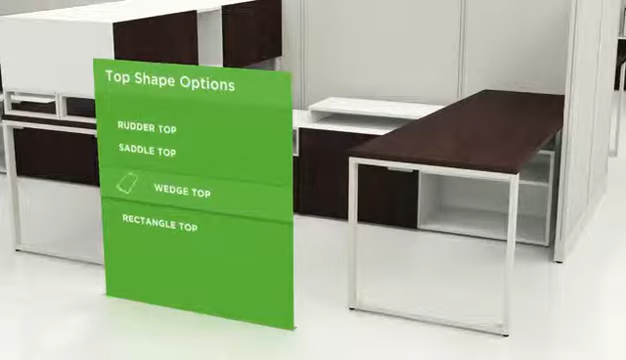 Top Shape Options
RUDDER TOP
SADDLE TOP
WEDGE TOP
RECTANGLE TOP